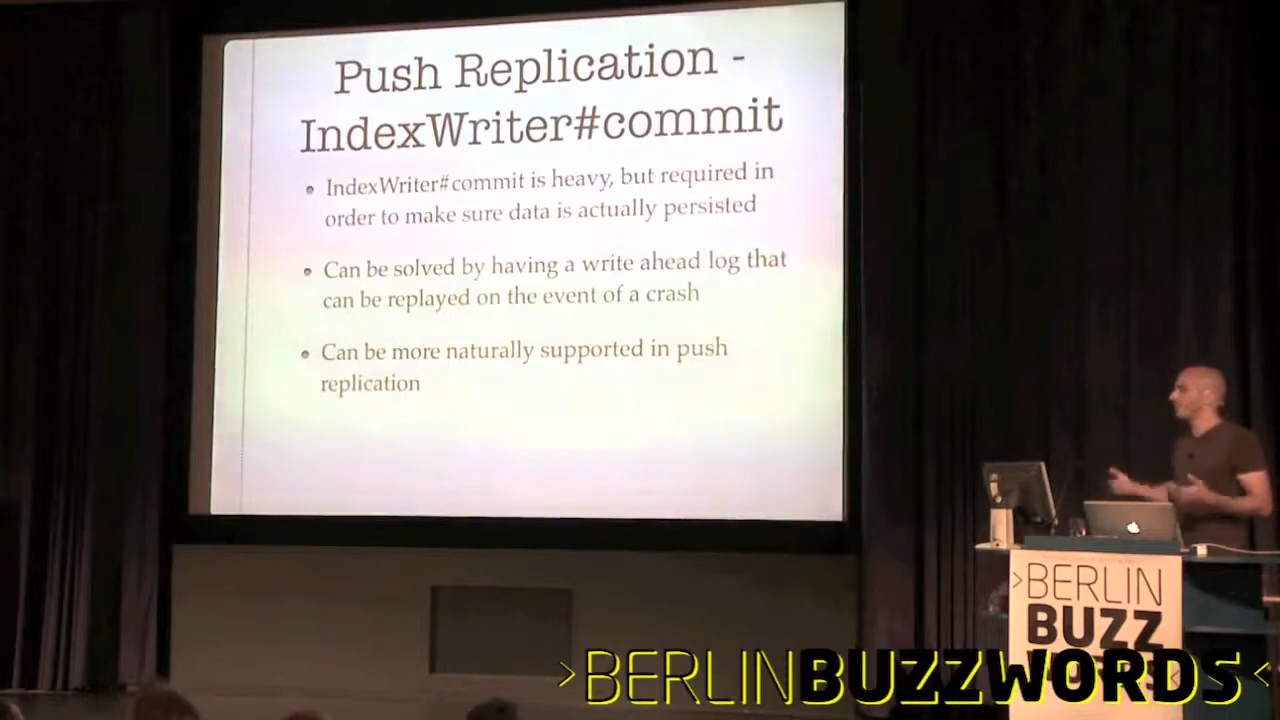 Push Replication -
IndexWriter#commit
• IndexWriter#commit is heavy, but required in
order to make sure data is actually persisted
• Can be solved by having a write ahead log that
can be replayed on the event of a crash
• Can be more naturally supported in push
replication
>BERLIN
BUZZ
WORDS<
>BERLINBUZZWORDS<